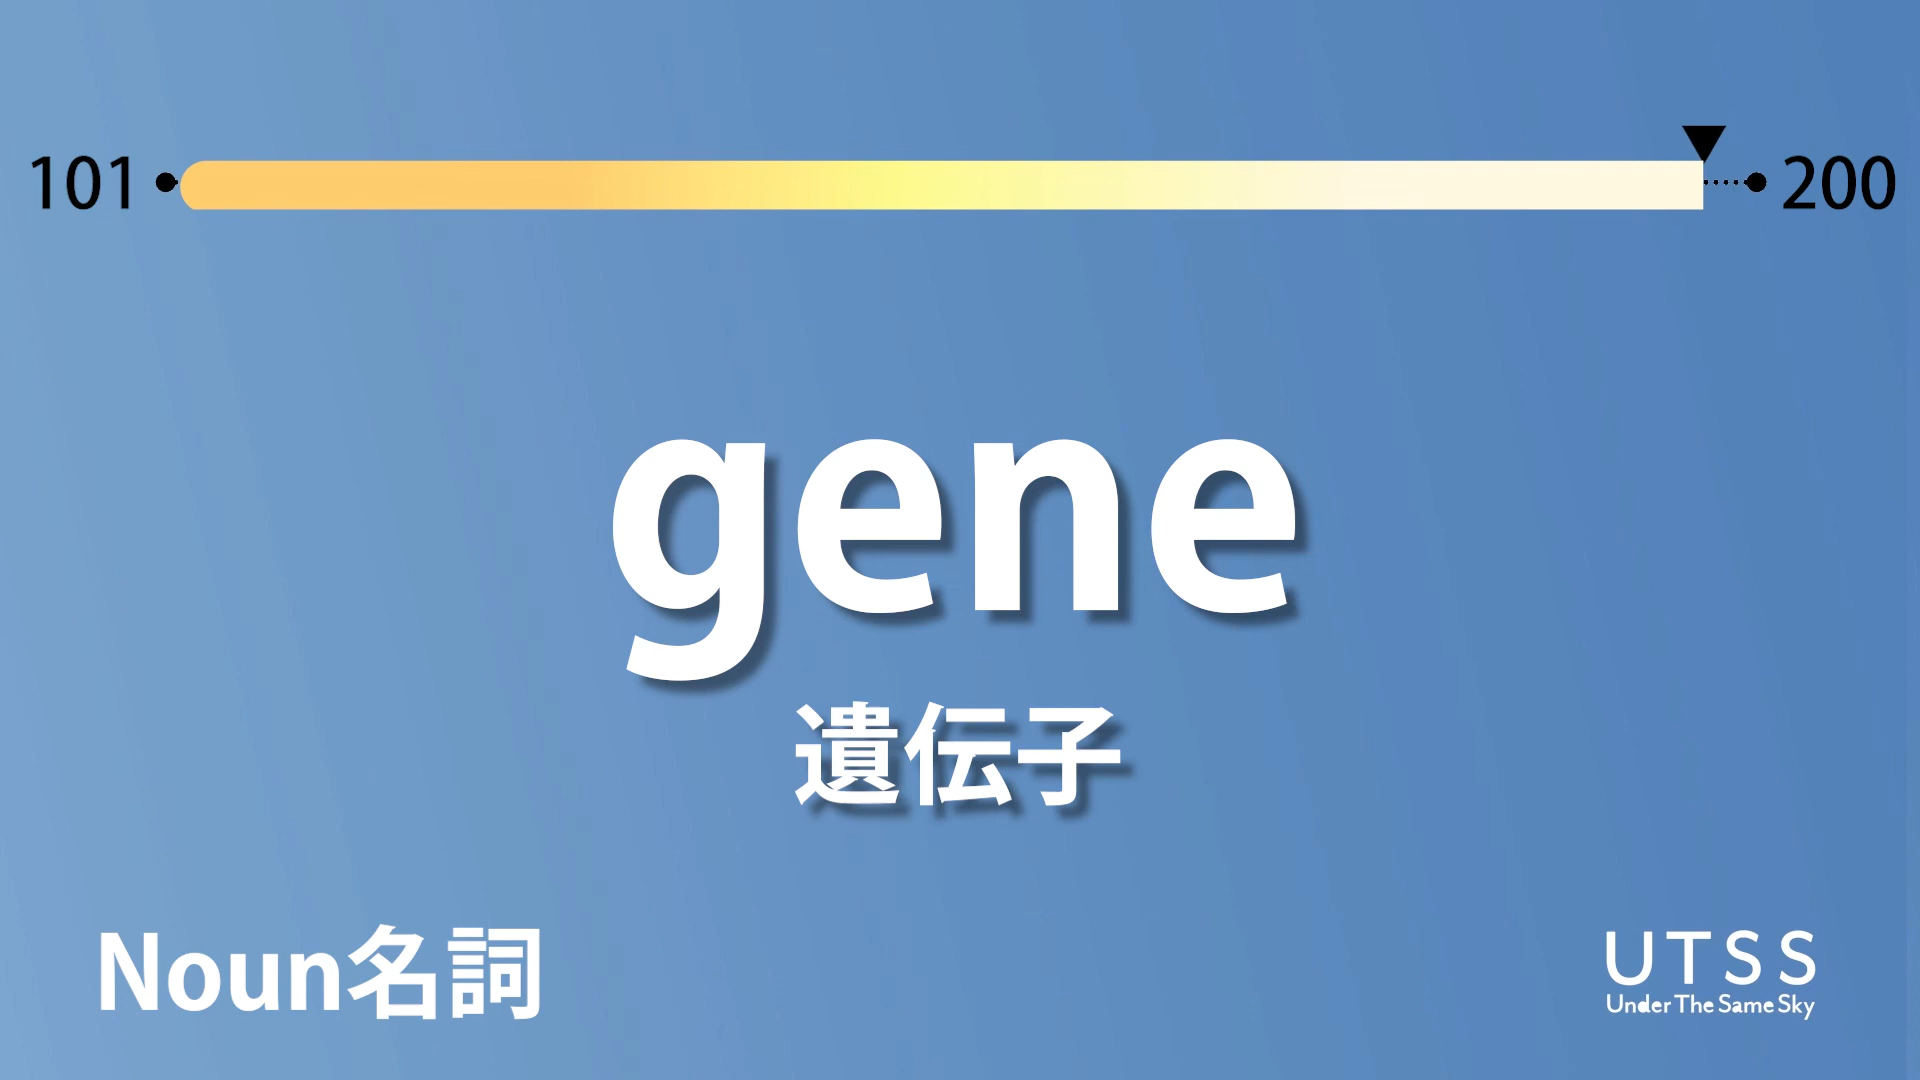 101 200
gene
遺伝子
Noun名詞
UTSS
Under The Same Sky